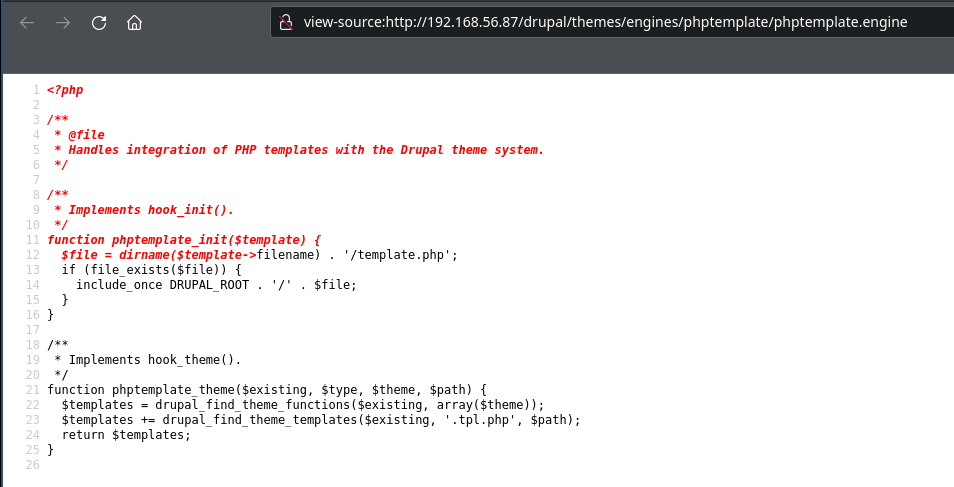 view-source:http://192.168.56.87/drupal/themes/engines/phptemplate/phptemplate.engine
1 <?php
2
3 /**
4  * @file
5  * Handles integration of PHP templates with the Drupal theme system.
6  */
7
8 /**
9  * Implements hook_init().
10  */
11 function phptemplate_init($template) {
12   $file = dirname($template->filename) . '/template.php';
13   if (file_exists($file)) {
14     include_once DRUPAL_ROOT . '/' . $file;
15   }
16 }
17
18 /**
19  * Implements hook_theme().
20  */
21 function phptemplate_theme($existing, $type, $theme, $path) {
22   $templates = drupal_find_theme_functions($existing, array($theme));
23   $templates += drupal_find_theme_templates($existing, '.tpl.php', $path);
24   return $templates;
25 }
26